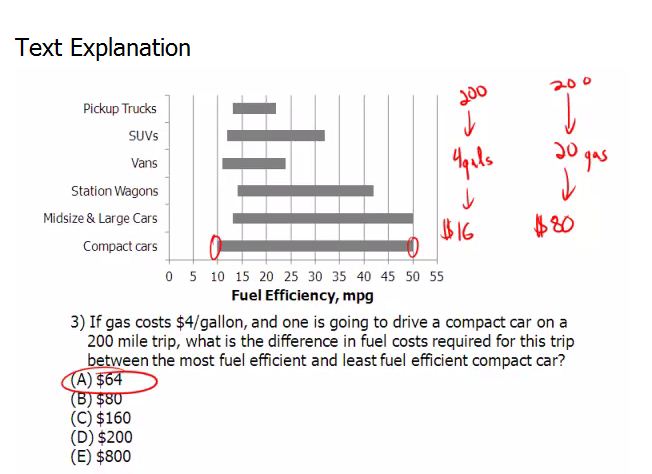 Text Explanation
Pickup Trucks
SUVs
Vans
Station Wagons
Midsize & Large Cars
Compact cars
0 5 10 15 20 25 30 35 40 45 50 55
Fuel Efficiency, mpg
200
4gals
$16
200
20 gas
$80
3) If gas costs $4/gallon, and one is going to drive a compact car on a
200 mile trip, what is the difference in fuel costs required for this trip
between the most fuel efficient and least fuel efficient compact car?
(A) $64
(B) $80
(C) $160
(D) $200
(E) $800